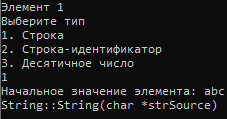 Элемент 1
Выберите тип
1. Строка
2. Строка-идентификатор
3. Десятичное число
1
Начальное значение элемента: abc
String::String(char *strSource)